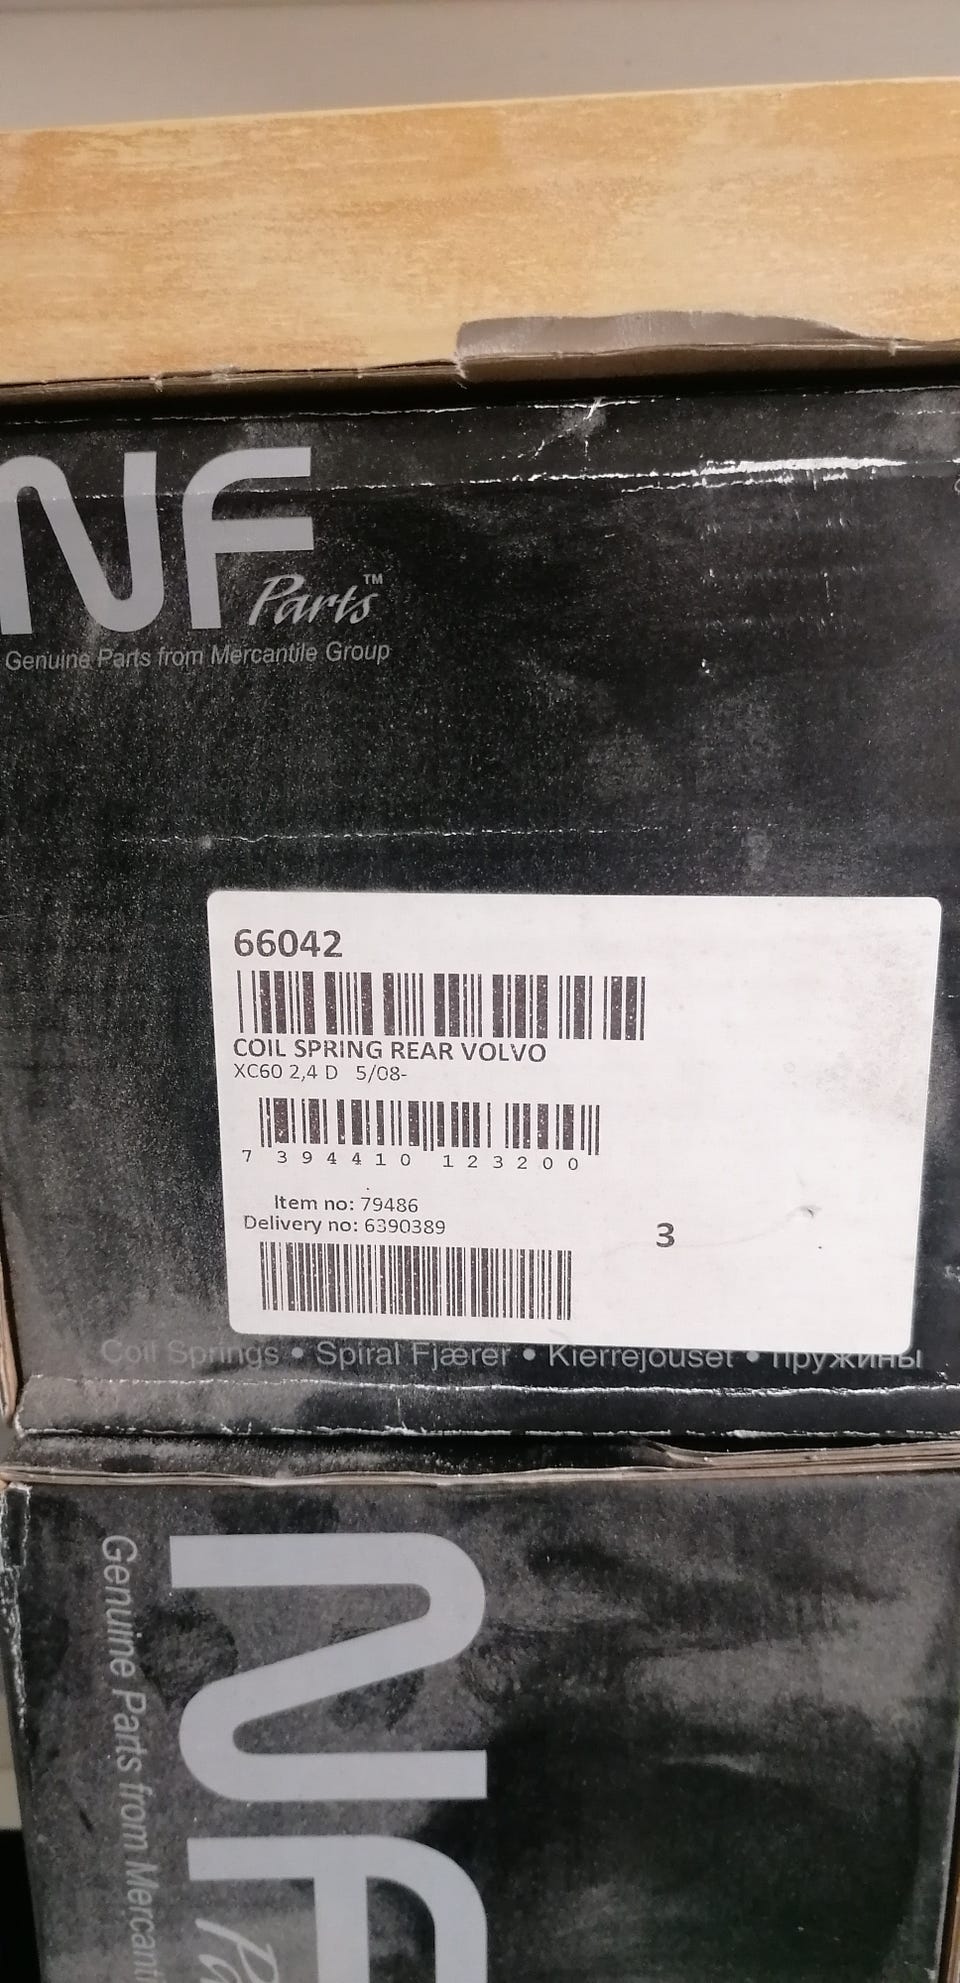 NF
Parts™
Genuine Parts from Mercantile Group
66042
COIL SPRING REAR VOLVO
XC60 2,4 D 5/08-
7 394410 123200
Item no: 79486
Delivery no: 6390389
3
Coil Springs • Spiral Fjærer • Kierrejouset • пружины
NF
Genuine Parts from